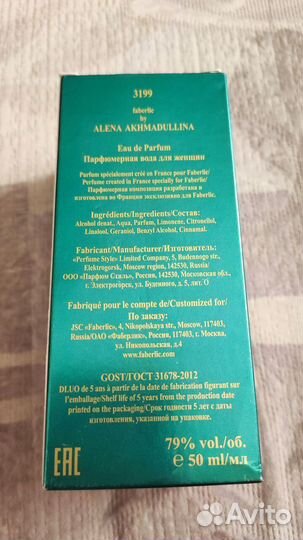 3199
faberlic
by
ALENA AKHMADULLINA
Eau de Parfum
Парфюмерная вода для женщин
Parfum spécialement créé en France pour Faberlic/
Perfume created in France specially for Faberlic/
Парфюмерная композиция разработана и
изготовлена во Франции эксклюзивно для Faberlic.
Ingrédients/Ingredients/Состав:
Alcohol denat., Aqua, Parfum, Limonene, Citronellol,
Linalool, Geraniol, Benzyl Alcohol, Cinnamal.
Fabricant/Manufacturer/Изготовитель:
«Perfume Style» Limited Company, 5, Budennogo str.,
Elektrogorsk, Moscow region, 142530, Russia/
ООО «Парфюм Стиль», Россия, 142530, Московская обл.,
г. Электрогорск, ул. Буденного, д. 5, лит. О
Fabriqué pour le compte de/Customized for/
По заказу:
JSC «Faberlic», 4, Nikopolskaya str., Moscow, 117403,
Russia/ОАО «Фаберлик», Россия, 117403, г. Москва,
ул. Никопольская, д.4
www.faberlic.com
GOST/ГОСТ 31678-2012
DLUO de 5 ans à partir de la date de fabrication figurant sur
l'emballage/Shelf life of 5 years from the production date
printed on the packaging/Срок годности 5 лет с даты
изготовления, указанной на упаковке.
79% vol./об.
EAC
℮ 50 ml/мл
Avito